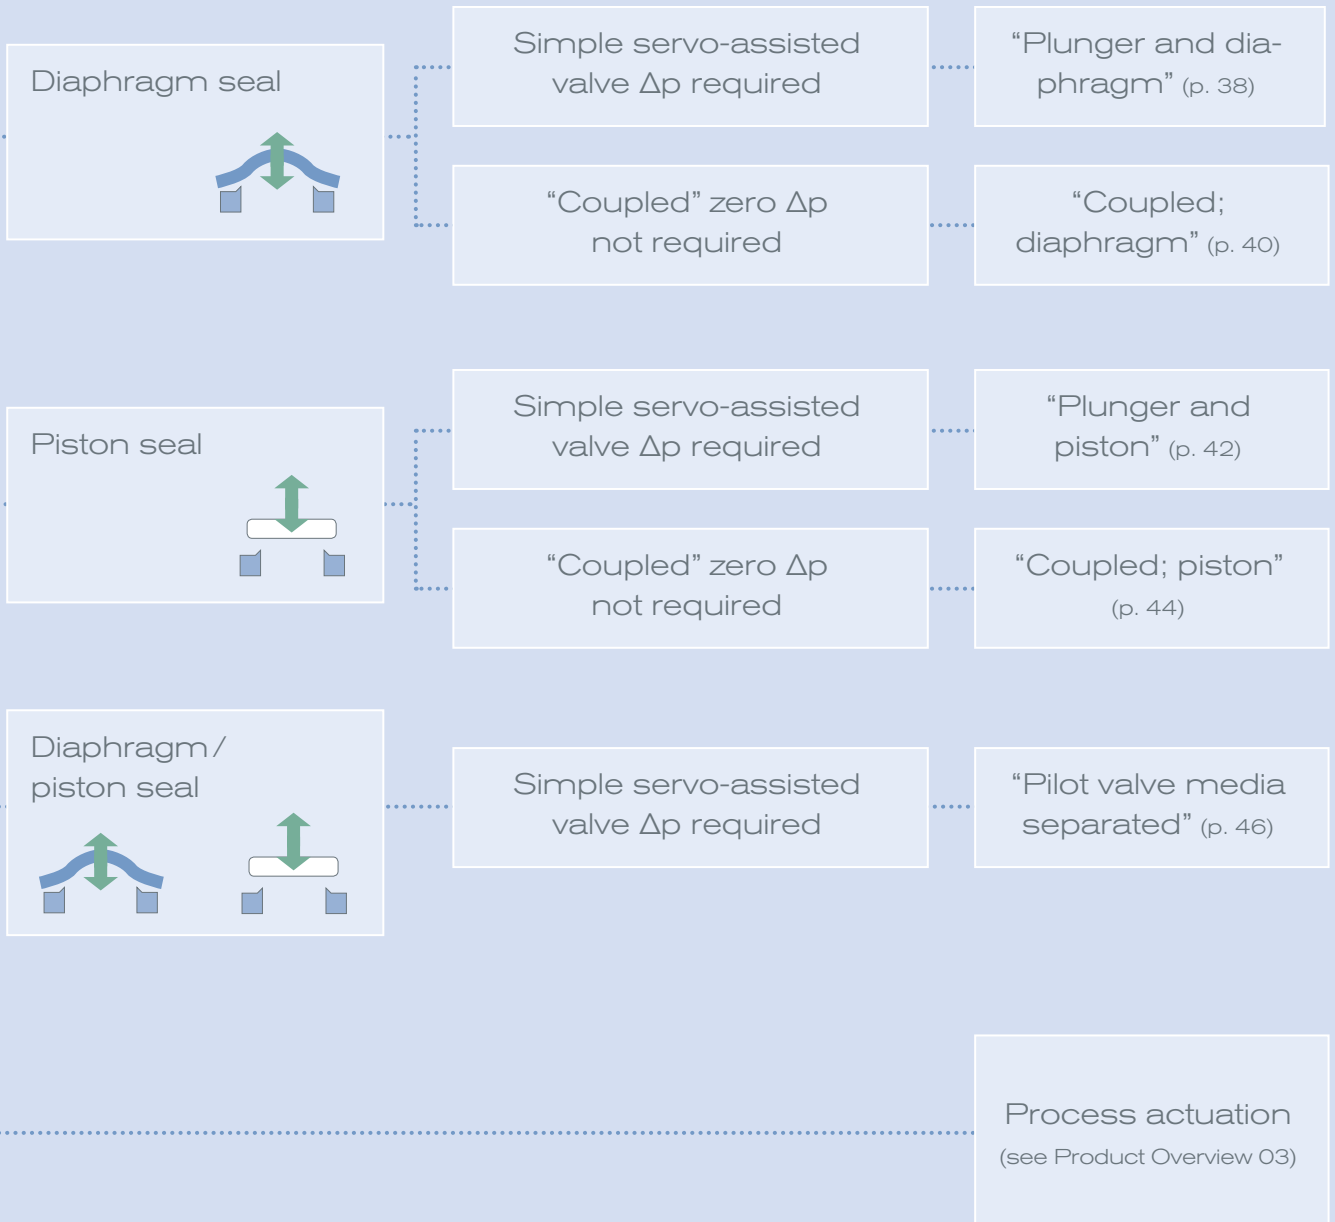 Diaphragm seal
Simple servo-assisted
valve Δp required
“Plunger and dia-
phragm” (p. 38)
“Coupled” zero Δp
not required
“Coupled;
diaphragm” (p. 40)
Piston seal
Simple servo-assisted
valve Δp required
“Plunger and
piston” (p. 42)
“Coupled” zero Δp
not required
“Coupled; piston”
(p. 44)
Diaphragm /
piston seal
Simple servo-assisted
valve Δp required
“Pilot valve media
separated” (p. 46)
Process actuation
(see Product Overview 03)